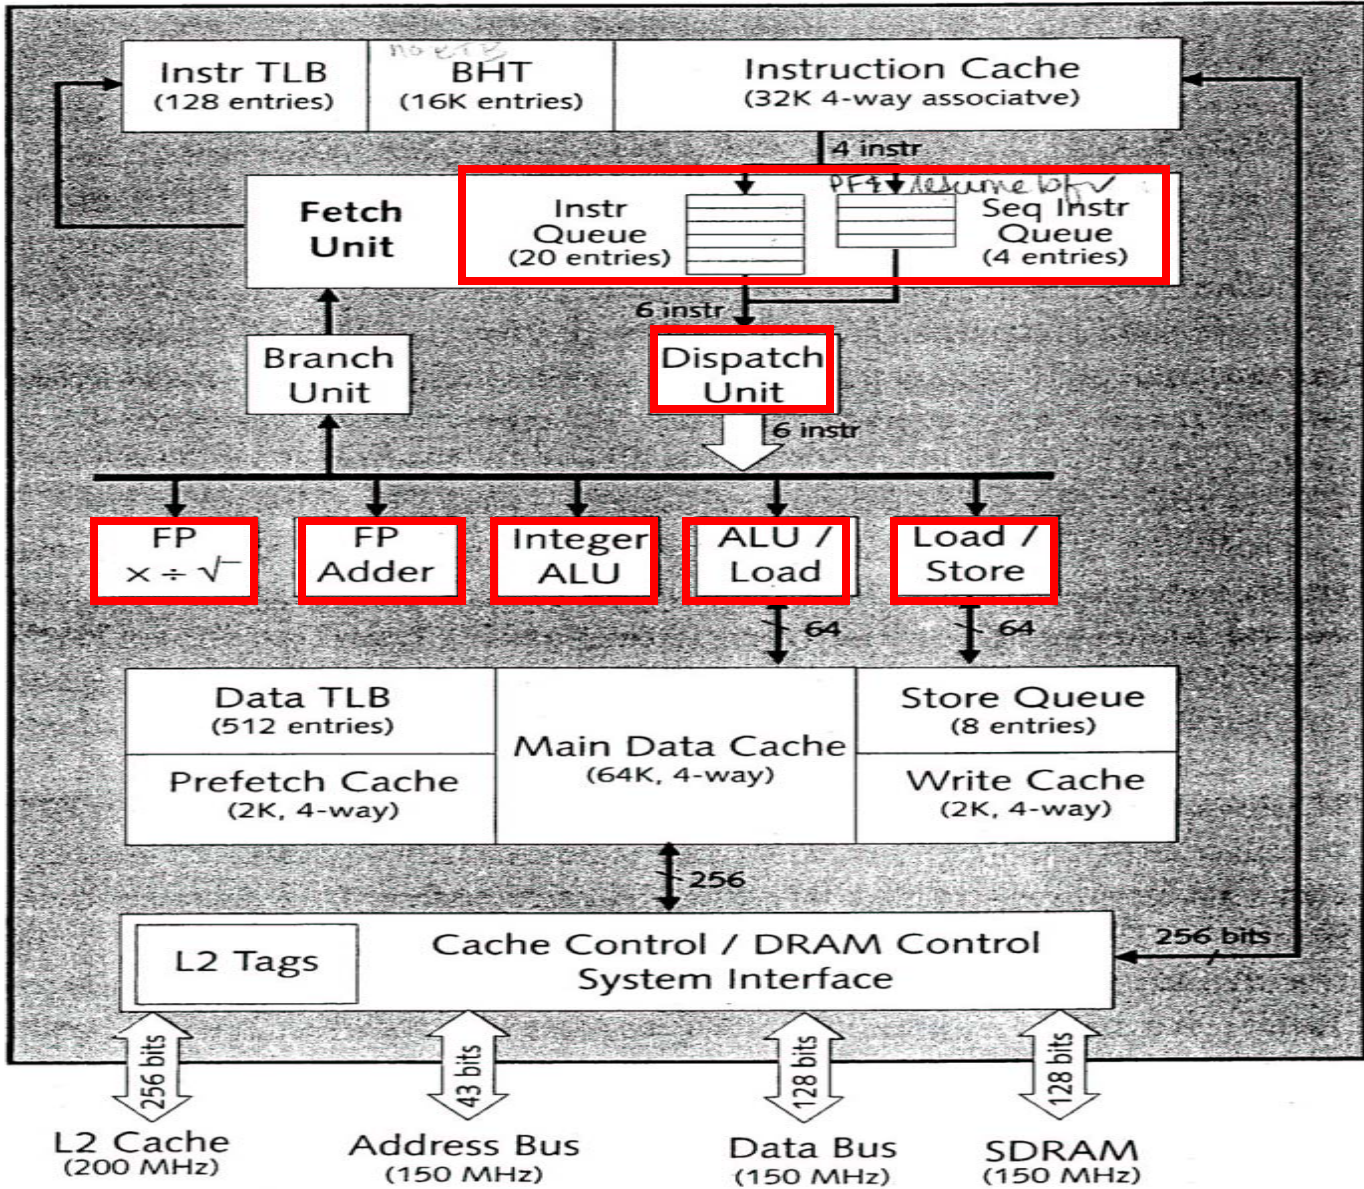 no BTB
Instr TLB
(128 entries)
BHT
(16K entries)
Instruction Cache
(32K 4-way associatve)
4 instr
Fetch
Unit
Instr
Queue
(20 entries)
Seq Instr
Queue
(4 entries)
6 instr
Branch
Unit
Dispatch
Unit
6 instr
FP
× ÷ √
FP
Adder
Integer
ALU
ALU /
Load
Load /
Store
64
64
Data TLB
(512 entries)
Prefetch Cache
(2K, 4-way)
Main Data Cache
(64K, 4-way)
Store Queue
(8 entries)
Write Cache
(2K, 4-way)
256
L2 Tags
Cache Control / DRAM Control
System Interface
256 bits
256 bits
43 bits
128 bits
128 bits
L2 Cache
(200 MHz)
Address Bus
(150 MHz)
Data Bus
(150 MHz)
SDRAM
(150 MHz)